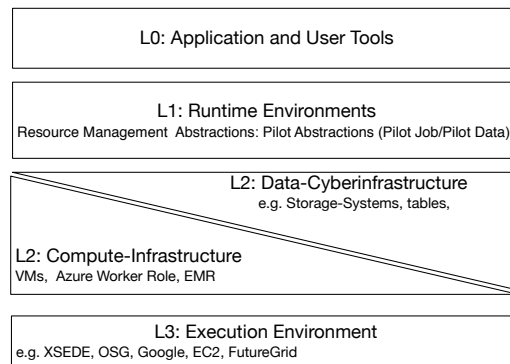 L0: Application and User Tools
L1: Runtime Environments
Resource Management Abstractions: Pilot Abstractions (Pilot Job/Pilot Data)
L2: Data-Cyberinfrastructure
e.g. Storage-Systems, tables,
L2: Compute-Infrastructure
VMs, Azure Worker Role, EMR
L3: Execution Environment
e.g. XSEDE, OSG, Google, EC2, FutureGrid